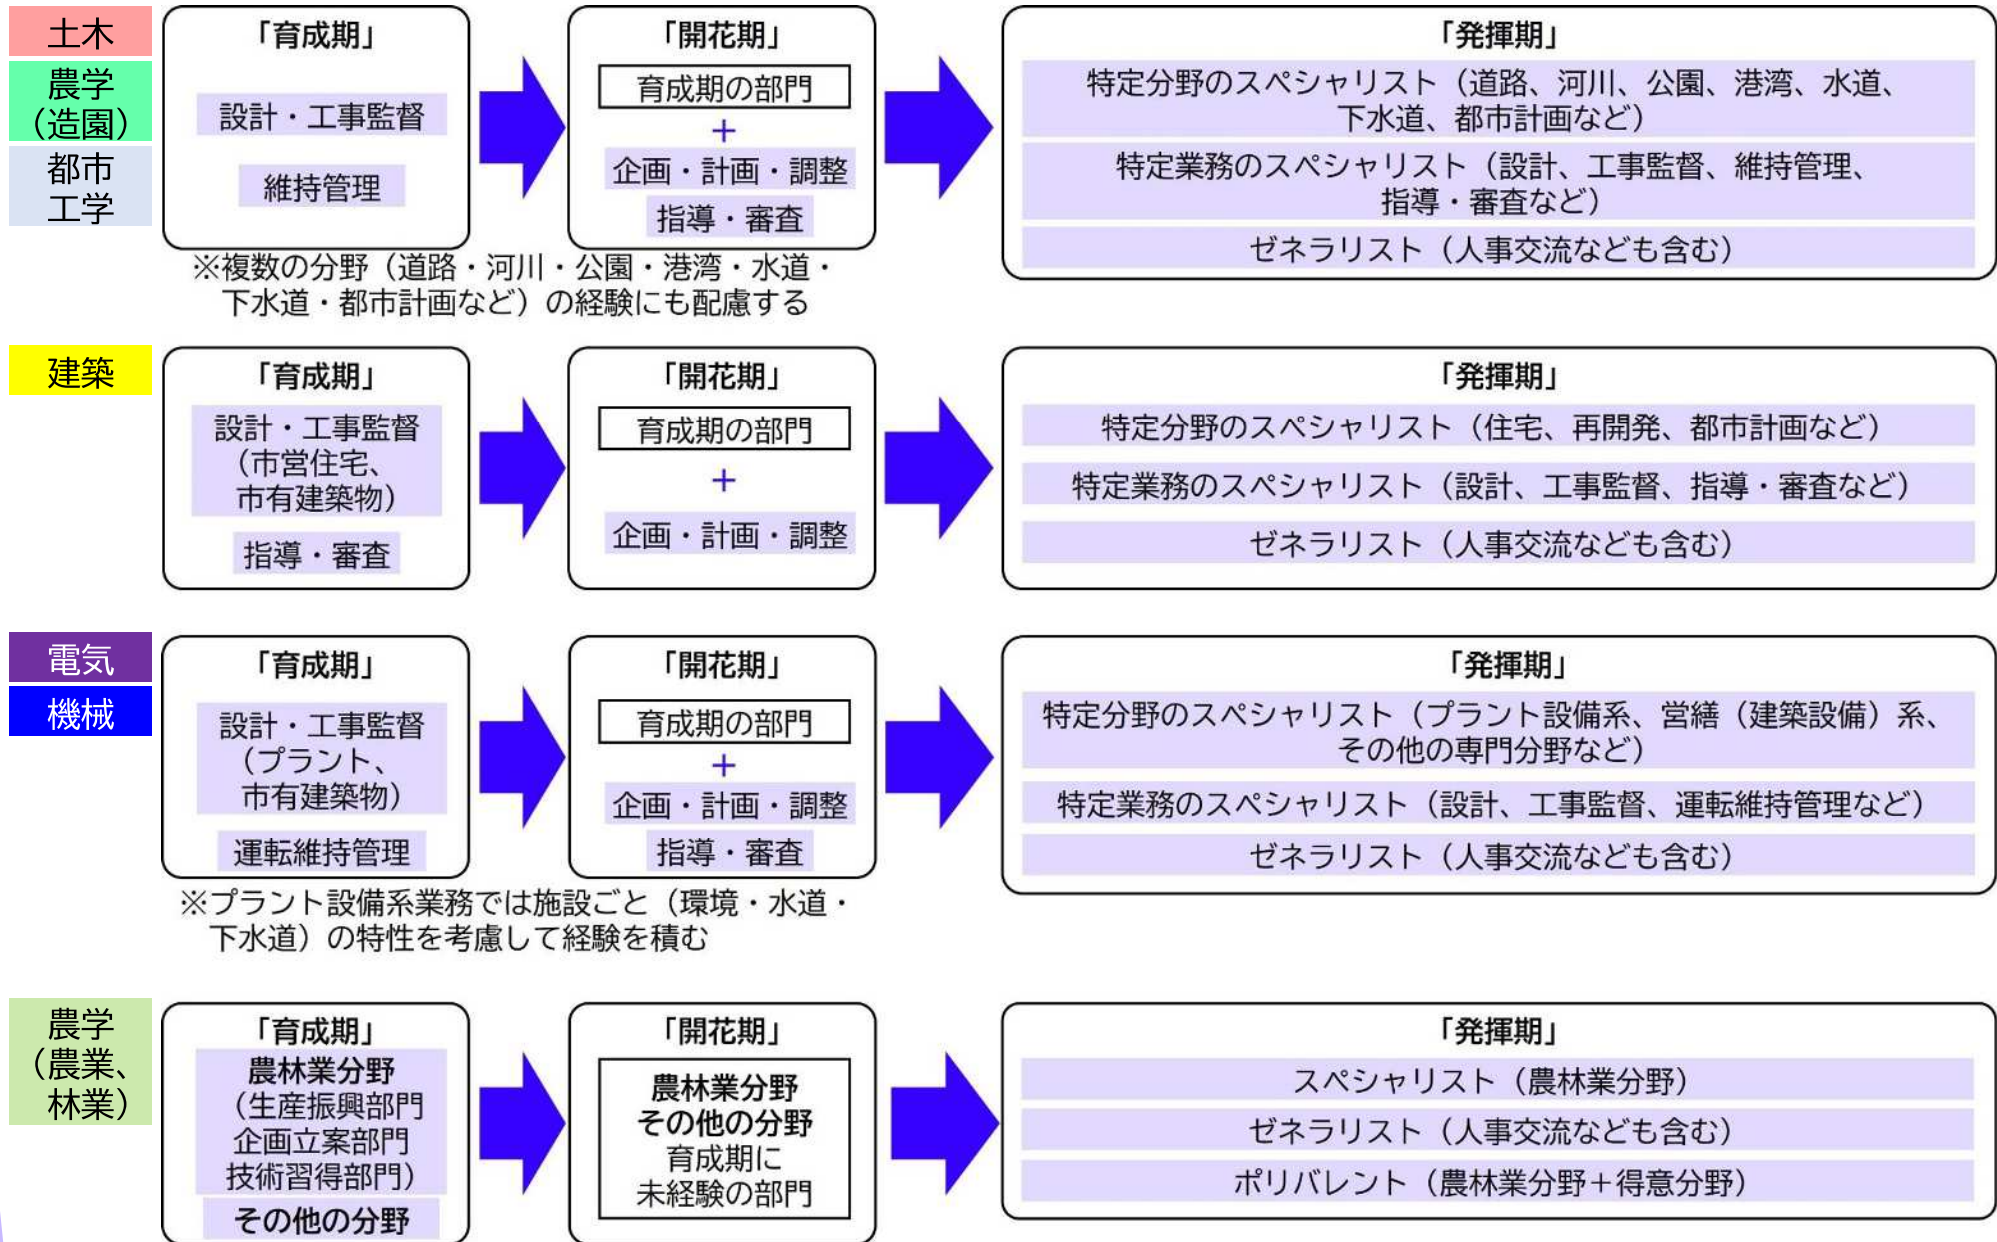 土木
農学
（造園）
都市
工学
「育成期」
設計・工事監督
維持管理
「開花期」
育成期の部門
＋
企画・計画・調整
指導・審査
「発揮期」
特定分野のスペシャリスト（道路、河川、公園、港湾、水道、
下水道、都市計画など）
特定業務のスペシャリスト（設計、工事監督、維持管理、
指導・審査など）
ゼネラリスト（人事交流なども含む）
※複数の分野（道路・河川・公園・港湾・水道・
下水道・都市計画など）の経験にも配慮する
建築
「育成期」
設計・工事監督
（市営住宅、
市有建築物）
指導・審査
「開花期」
育成期の部門
＋
企画・計画・調整
「発揮期」
特定分野のスペシャリスト（住宅、再開発、都市計画など）
特定業務のスペシャリスト（設計、工事監督、指導・審査など）
ゼネラリスト（人事交流なども含む）
電気
機械
「育成期」
設計・工事監督
（プラント、
市有建築物）
運転維持管理
「開花期」
育成期の部門
＋
企画・計画・調整
指導・審査
「発揮期」
特定分野のスペシャリスト（プラント設備系、営繕（建築設備）系、
その他の専門分野など）
特定業務のスペシャリスト（設計、工事監督、運転維持管理など）
ゼネラリスト（人事交流なども含む）
※プラント設備系業務では施設ごと（環境・水道・
下水道）の特性を考慮して経験を積む
農学
（農業、
林業）
「育成期」
農林業分野
（生産振興部門
企画立案部門
技術習得部門）
その他の分野
「開花期」
農林業分野
その他の分野
育成期に
未経験の部門
「発揮期」
スペシャリスト（農林業分野）
ゼネラリスト（人事交流なども含む）
ポリバレント（農林業分野＋得意分野）